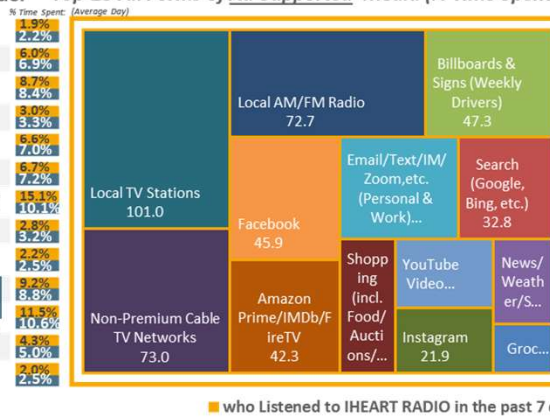 % Time Spent: (Average Day)
1.9%
2.2%
6.0%
6.9%
8.7%
8.4%
3.0%
3.3%
6.6%
7.0%
6.7%
7.2%
15.1%
10.1%
2.8%
3.2%
2.2%
2.5%
9.2%
8.8%
11.5%
10.6%
4.3%
5.0%
2.0%
2.5%
Local TV Stations
101.0
Non-Premium Cable
TV Networks
73.0
Local AM/FM Radio
72.7
Billboards &
Signs (Weekly
Drivers)
47.3
Facebook
45.9
Amazon
Prime/IMDb/F
ireTV
42.3
Email/Text/IM/
Zoom,etc.
(Personal &
Work)...
Search
(Google,
Bing, etc.)
32.8
Shopp
ing
(incl.
Food/
Aucti
ons/...
YouTube
Video...
News/
Weath
er/S...
Instagram
21.9
Groc...
who Listened to IHEART RADIO in the past 7